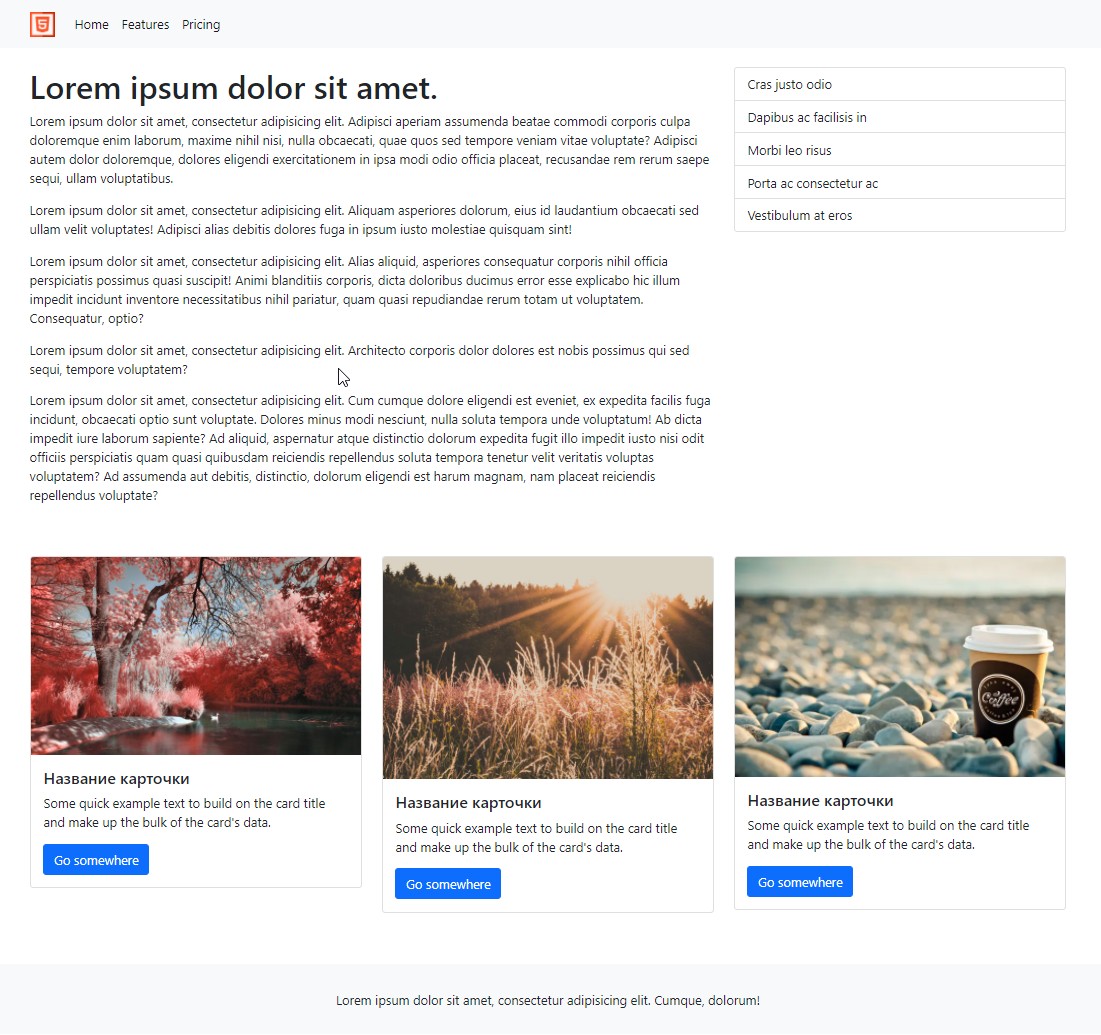 Home Features Pricing
Lorem ipsum dolor sit amet.
Lorem ipsum dolor sit amet, consectetur adipisicing elit. Adipisci aperiam assumenda beatae commodi corporis culpa
doloremque enim laborum, maxime nihil nisi, nulla obcaecati, quae quos sed tempore veniam vitae voluptate? Adipisci
autem dolor doloremque, dolores eligendi exercitationem in ipsa modi odio officia placeat, recusandae rem rerum saepe
sequi, ullam voluptatibus.
Lorem ipsum dolor sit amet, consectetur adipisicing elit. Aliquam asperiores dolorum, eius id laudantium obcaecati sed
ullam velit voluptates! Adipisci alias debitis dolores fuga in ipsum iusto molestiae quisquam sint!
Lorem ipsum dolor sit amet, consectetur adipisicing elit. Alias aliquid, asperiores consequatur corporis nihil officia
perspiciatis possimus quasi suscipit! Animi blanditiis corporis, dicta doloribus ducimus error esse explicabo hic illum
impedit incidunt inventore necessitatibus nihil pariatur, quam quasi repudiandae rerum totam ut voluptatem.
Consequatur, optio?
Lorem ipsum dolor sit amet, consectetur adipisicing elit. Architecto corporis dolor dolores est nobis possimus qui sed
sequi, tempore voluptatem?
Lorem ipsum dolor sit amet, consectetur adipisicing elit. Cum cumque dolore eligendi est eveniet, ex expedita facilis fuga
incidunt, obcaecati optio sunt voluptate. Dolores minus modi nesciunt, nulla soluta tempora unde voluptatum! Ab dicta
impedit iure laborum sapiente? Ad aliquid, aspernatur atque distinctio dolorum expedita fugit illo impedit iusto nisi odit
officiis perspiciatis quam quasi quibusdam reiciendis repellendus soluta tempora tenetur velit veritatis voluptas
voluptatem? Ad assumenda aut debitis, distinctio, dolorum eligendi est harum magnam, nam placeat reiciendis
repellendus voluptate?
Cras justo odio
Dapibus ac facilisis in
Morbi leo risus
Porta ac consectetur ac
Vestibulum at eros
Название карточки
Some quick example text to build on the card title
and make up the bulk of the card's data.
Go somewhere
Название карточки
Some quick example text to build on the card title
and make up the bulk of the card's data.
Go somewhere
Coffee
Название карточки
Some quick example text to build on the card title
and make up the bulk of the card's data.
Go somewhere
Lorem ipsum dolor sit amet, consectetur adipisicing elit. Cumque, dolorum!